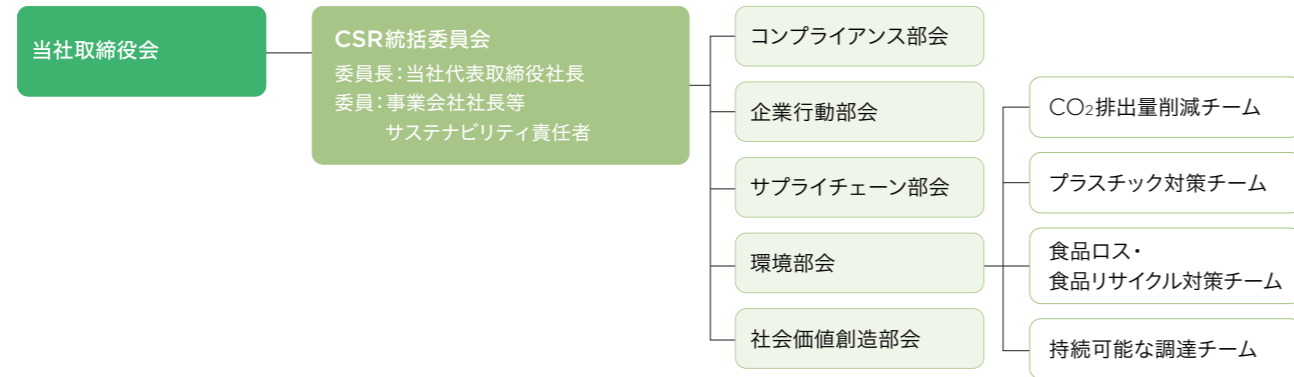 当社取締役会
CSR統括委員会
委員長：当社代表取締役社長
委員：事業会社社長等
サステナビリティ責任者
コンプライアンス部会
企業行動部会
サプライチェーン部会
環境部会
社会価値創造部会
CO₂排出量削減チーム
プラスチック対策チーム
食品ロス・
食品リサイクル対策チーム
持続可能な調達チーム